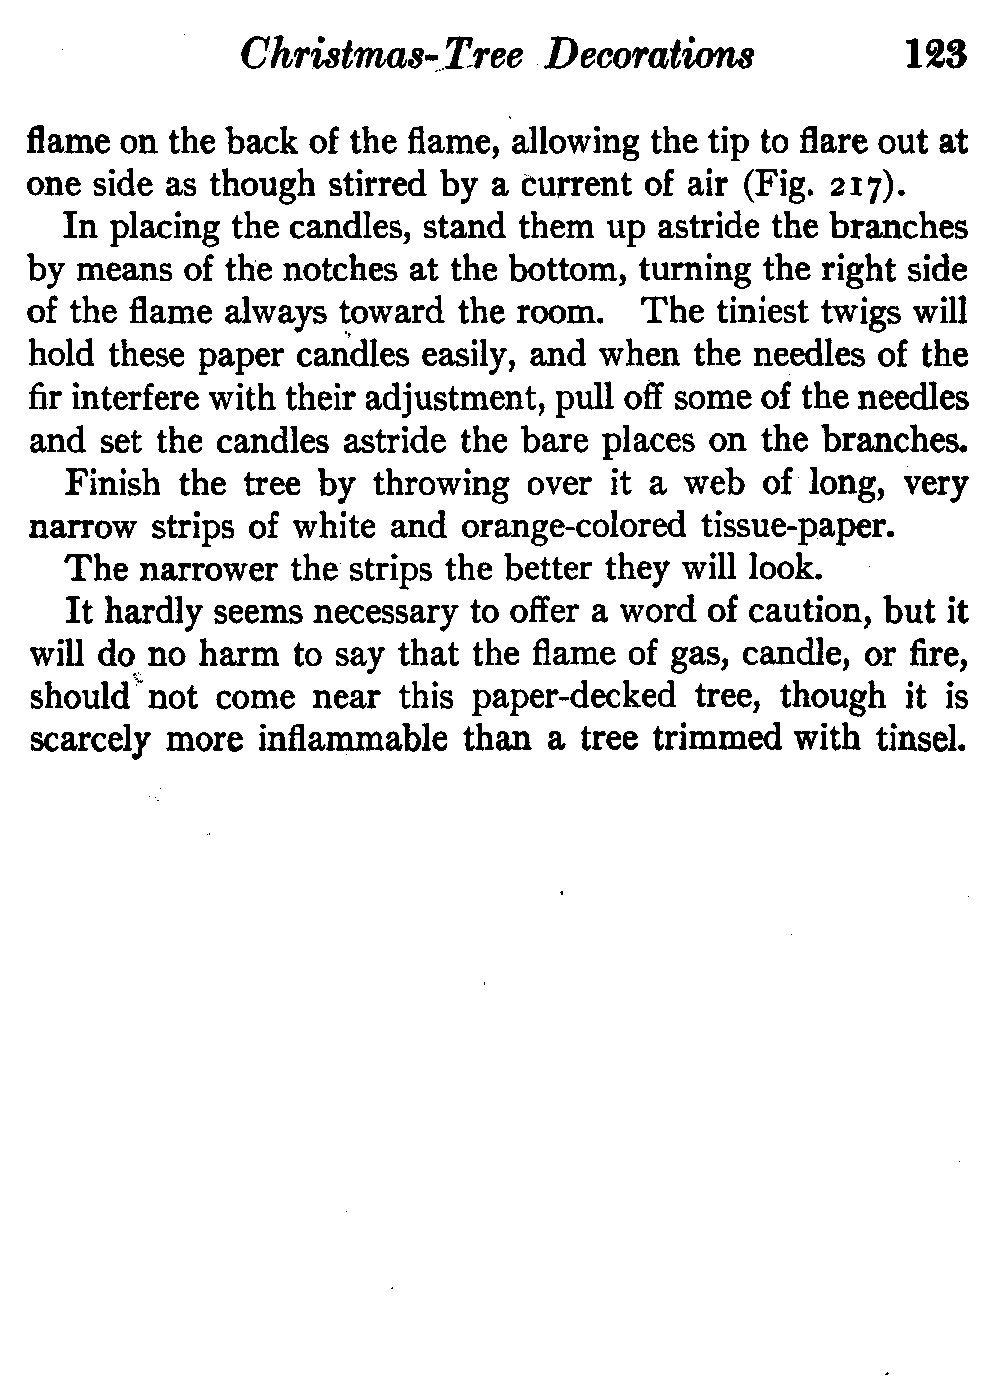 Christmas-Tree Decorations 123
flame on the back of the flame, allowing the tip to flare out at
one side as though stirred by a current of air (Fig. 217).
In placing the candles, stand them up astride the branches
by means of the notches at the bottom, turning the right side
of the flame always toward the room. The tiniest twigs will
hold these paper candles easily, and when the needles of the
fir interfere with their adjustment, pull off some of the needles
and set the candles astride the bare places on the branches.
Finish the tree by throwing over it a web of long, very
narrow strips of white and orange-colored tissue-paper.
The narrower the strips the better they will look.
It hardly seems necessary to offer a word of caution, but it
will do no harm to say that the flame of gas, candle, or fire,
should not come near this paper-decked tree, though it is
scarcely more inflammable than a tree trimmed with tinsel.